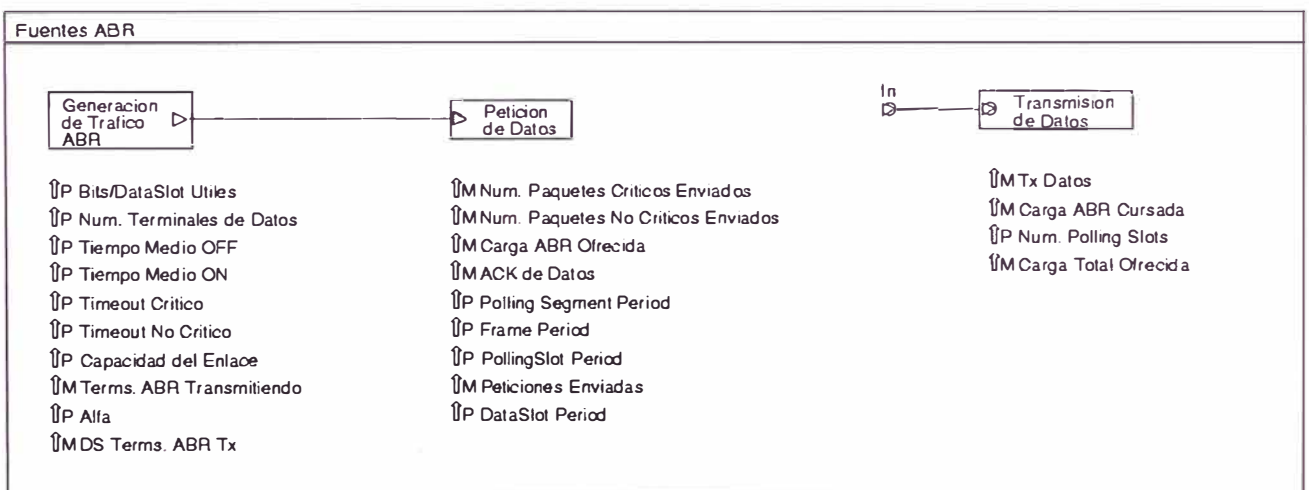 Fuentes ABR
Generacion
de Trafico
ABR
Peticion
de Datos
In
Transmision
de Datos
⇧P Bits/DataSlot Utiles
⇧P Num. Terminales de Datos
⇧P Tiempo Medio OFF
⇧P Tiempo Medio ON
⇧P Timeout Critico
⇧P Timeout No Critico
⇧P Capacidad del Enlace
⇧M Terms. ABR Transmitiendo
⇧P Alfa
⇧M DS Terms. ABR Tx
⇧M Num. Paquetes Criticos Enviados
⇧M Num. Paquetes No Criticos Enviados
⇧M Carga ABR Ofrecida
⇧M ACK de Datos
⇧P Polling Segment Period
⇧P Frame Period
⇧P PollingSlot Period
⇧M Peticiones Enviadas
⇧P DataSlot Period
⇧M Tx Datos
⇧M Carga ABR Cursada
⇧P Num. Polling Slots
⇧M Carga Total Ofrecida